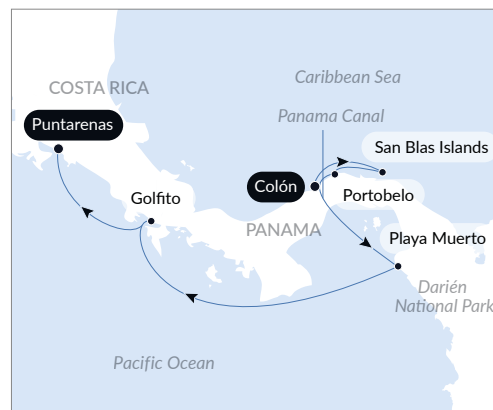 Caribbean Sea
COSTA RICA
Panama Canal
Puntarenas
San Blas Islands
Colón
Portobelo
Golfito
PANAMA
Playa Muerto
Darién
National Park
Pacific Ocean